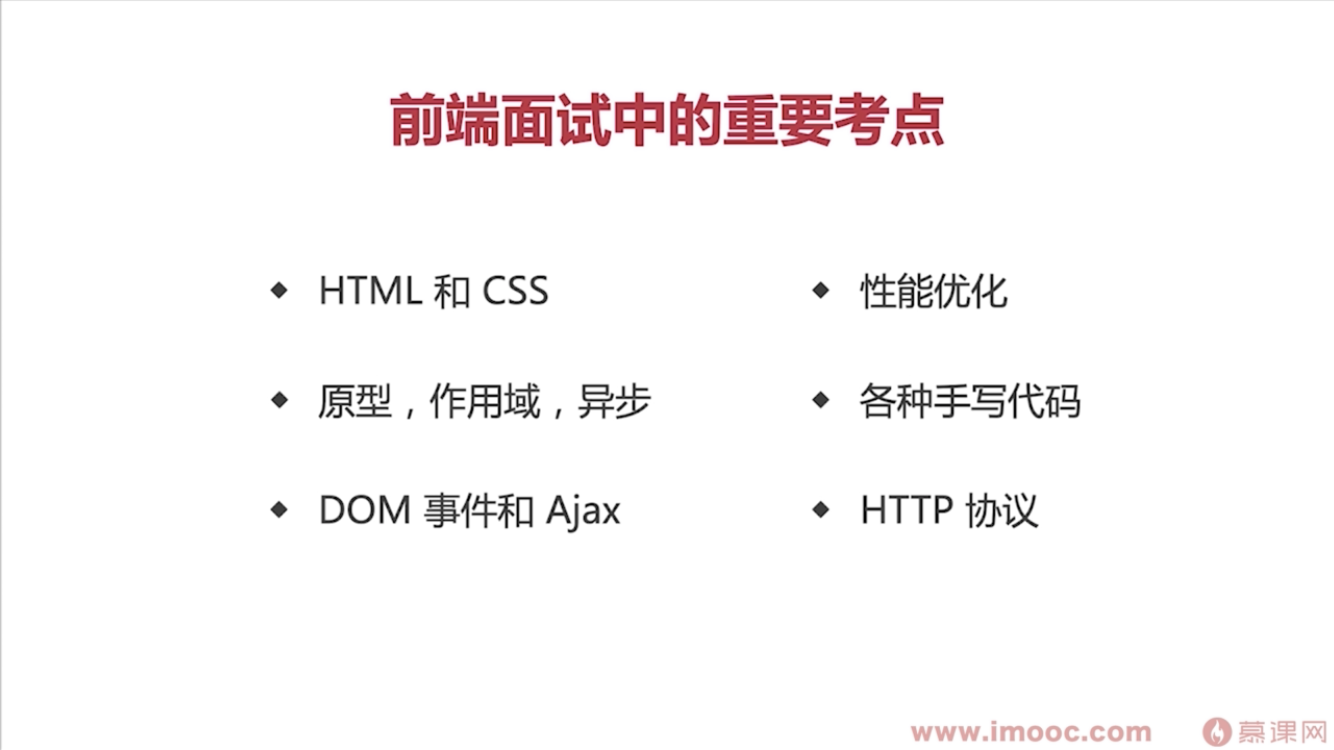 前端面试中的重要考点
◆ HTML 和 CSS
◆ 原型，作用域，异步
◆ DOM 事件和 Ajax
◆ 性能优化
◆ 各种手写代码
◆ HTTP 协议
www.imooc.com 慕课网